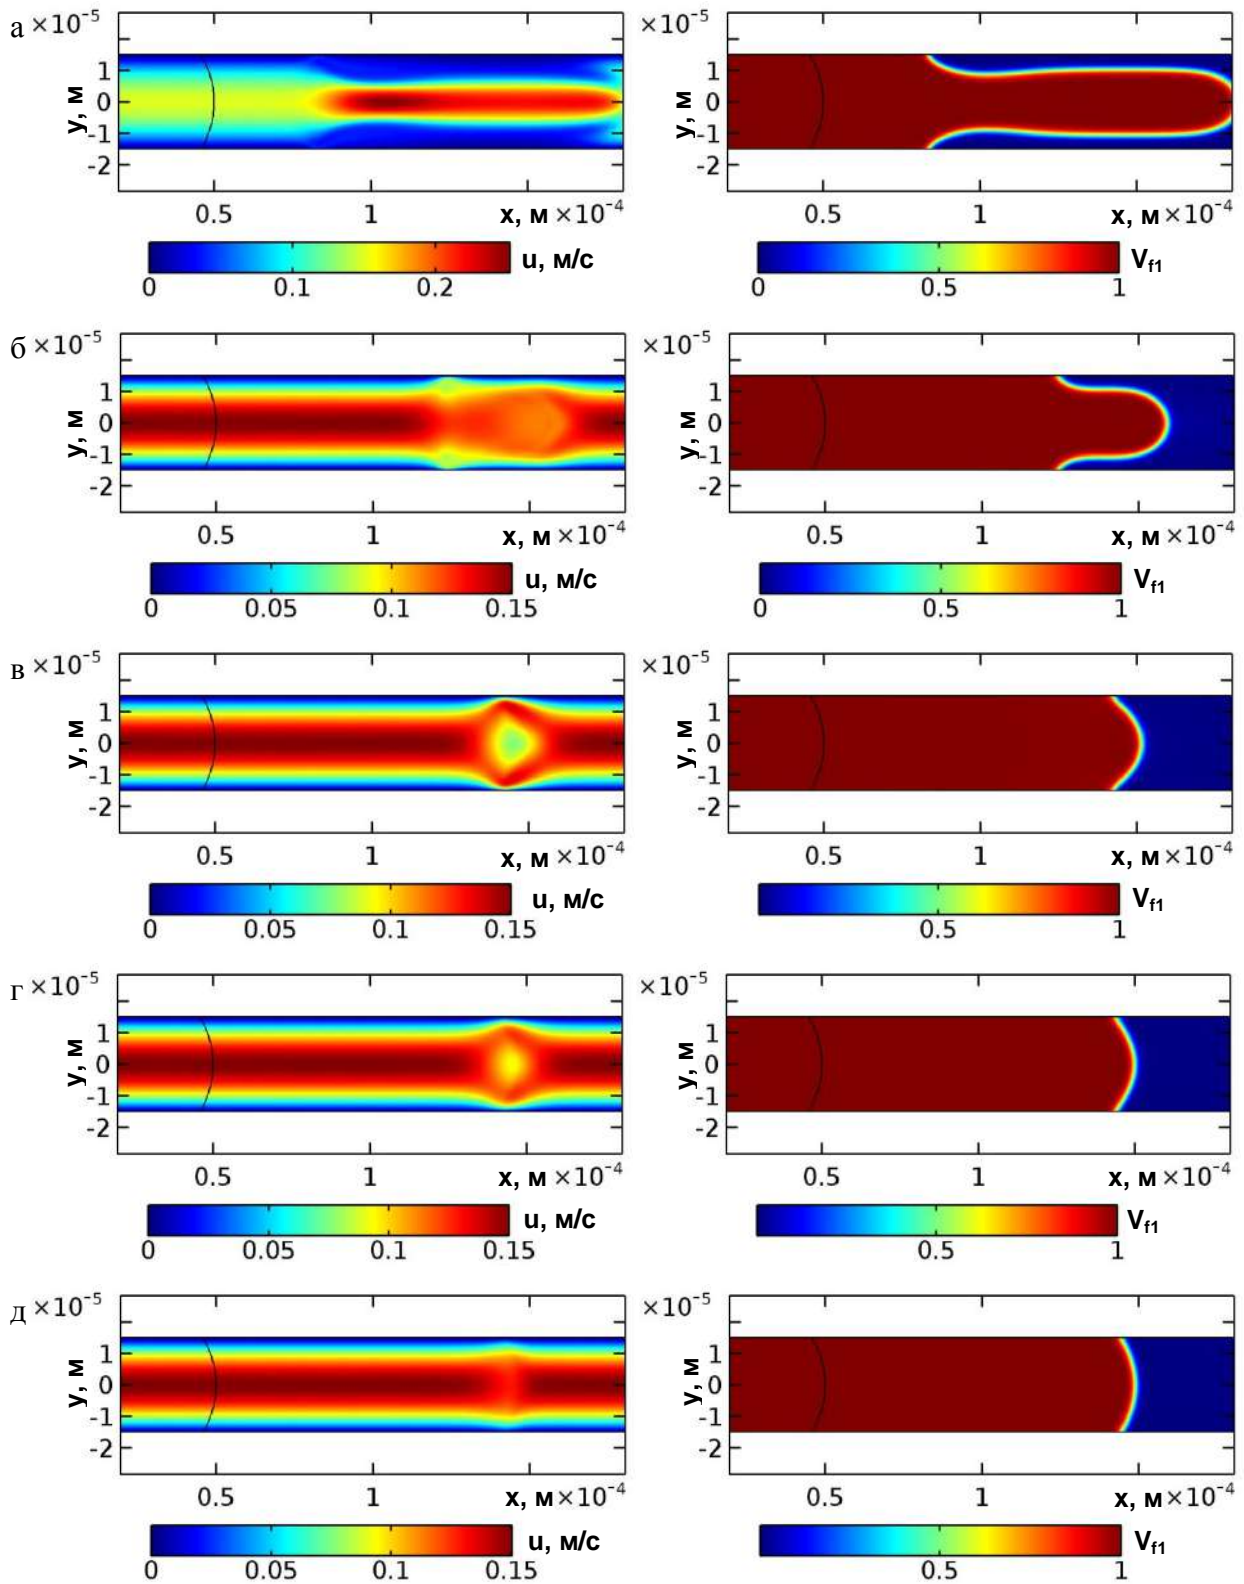 а ×10⁻⁵ ×10⁻⁵
1 1
y, м 0 y, м 0
-1 -1
-2 -2
0.5 1 x, м ×10⁻⁴ 0.5 1 x, м ×10⁻⁴
u, м/с V_f1
0 0.1 0.2 0 0.5 1
б ×10⁻⁵ ×10⁻⁵
1 1
y, м 0 y, м 0
-1 -1
-2 -2
0.5 1 x, м ×10⁻⁴ 0.5 1 x, м ×10⁻⁴
u, м/с V_f1
0 0.05 0.1 0.15 0 0.5 1
в ×10⁻⁵ ×10⁻⁵
1 1
y, м 0 y, м 0
-1 -1
-2 -2
0.5 1 x, м ×10⁻⁴ 0.5 1 x, м ×10⁻⁴
u, м/с V_f1
0 0.05 0.1 0.15 0.5 1
г ×10⁻⁵ ×10⁻⁵
1 1
y, м 0 y, м 0
-1 -1
-2 -2
0.5 1 x, м ×10⁻⁴ 0.5 1 x, м ×10⁻⁴
u, м/с V_f1
0 0.05 0.1 0.15 0.5 1
д ×10⁻⁵ ×10⁻⁵
1 1
y, м 0 y, м 0
-1 -1
-2 -2
0.5 1 x, м ×10⁻⁴ 0.5 1 x, м ×10⁻⁴
u, м/с V_f1
0 0.05 0.1 0.15 0.5 1